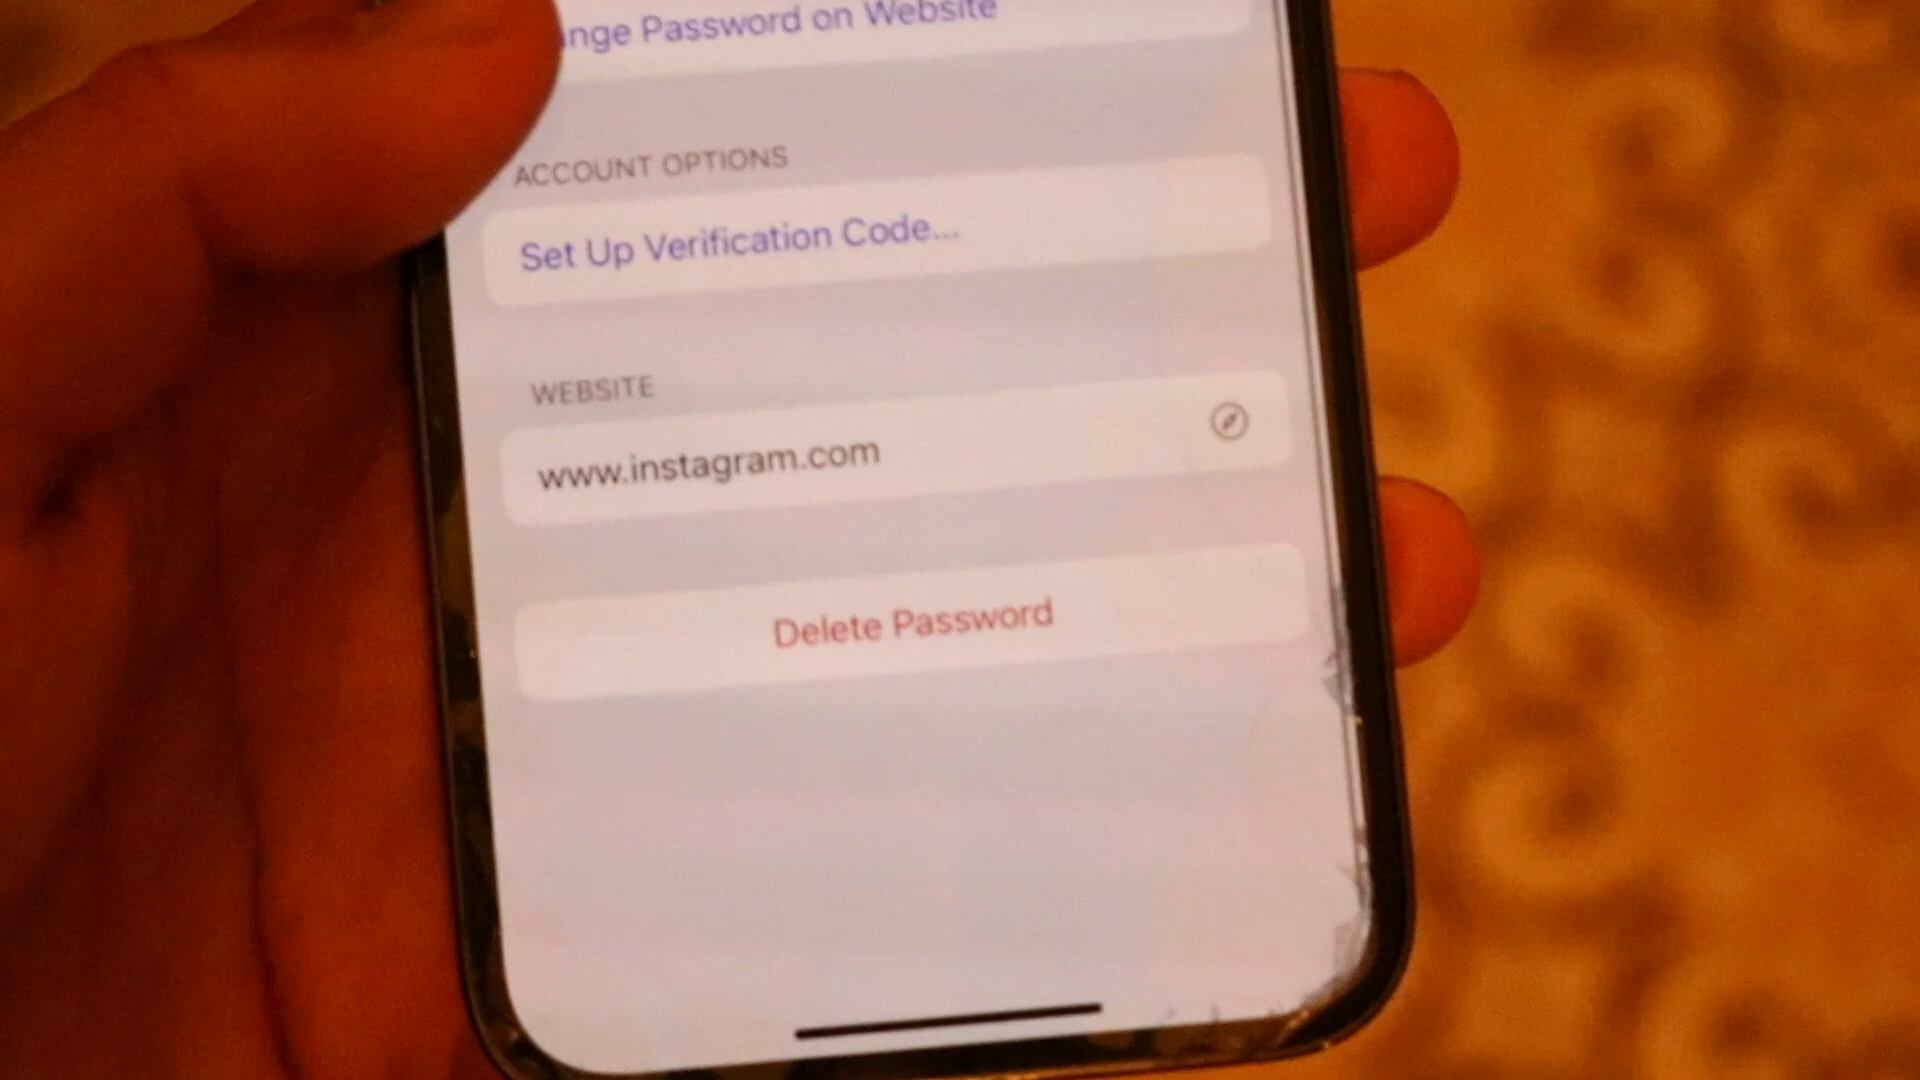 nge Password on Website
ACCOUNT OPTIONS
Set Up Verification Code...
WEBSITE
www.instagram.com
Delete Password